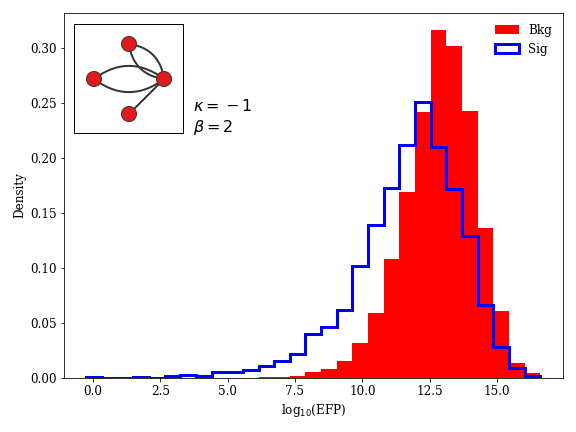 Bkg
Sig
κ = −1
β = 2
0.30
0.25
0.20
0.15
0.10
0.05
0.00
Density
0.0 2.5 5.0 7.5 10.0 12.5 15.0
log₁₀(EFP)